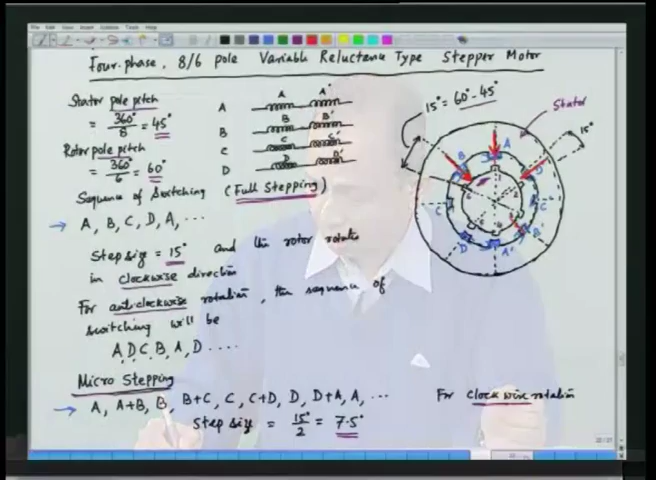 Four-phase, 8/6 pole Variable Reluctance Type Stepper Motor
Stator pole pitch
= 360°/8 = 45°
Rotor pole pitch
= 360°/6 = 60°
A A A'
B B B'
C C C'
D D D'
15° = 60° - 45°
Stator
15°
A
B
C
D
A'
B'
C'
D
Sequence of Switching (Full Stepping)
→ A, B, C, D, A, ...
Step size = 15° and the rotor rotates
in clockwise direction
For anticlockwise rotation, the sequence of
switching will be
A, D, C, B, A, D ....
Micro Stepping
→ A, A+B, B, B+C, C, C+D, D, D+A, A, ... For clockwise rotation
Step size = 15°/2 = 7.5°